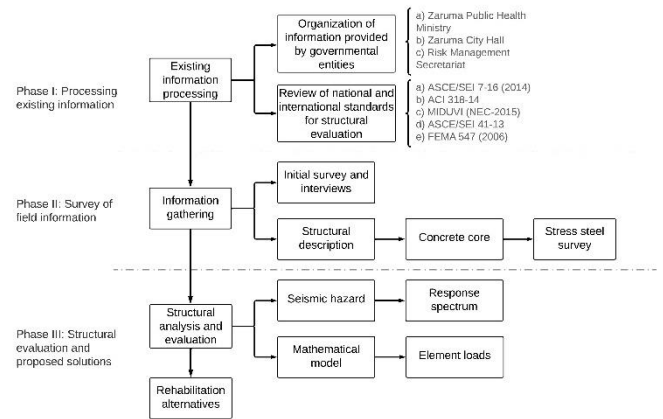 Phase I: Processing
existing information
Existing
information
processing
Organization of
information provided
by governmental
entities
a) Zaruma Public Health
Ministry
b) Zaruma City Hall
c) Risk Management
Secretariat
Review of national and
international standards
for structural
evaluation
a) ASCE/SEI 7-16 (2014)
b) ACI 318-14
c) MIDUVI (NEC-2015)
d) ASCE/SEI 41-13
e) FEMA 547 (2006)
Phase II: Survey of
field information
Information
gathering
Initial survey and
interviews
Structural
description
Concrete core
Stress steel
survey
Phase III: Structural
evaluation and
proposed solutions
Structural
analysis and
evaluation
Seismic hazard
Response
spectrum
Mathematical
model
Element loads
Rehabilitation
alternatives